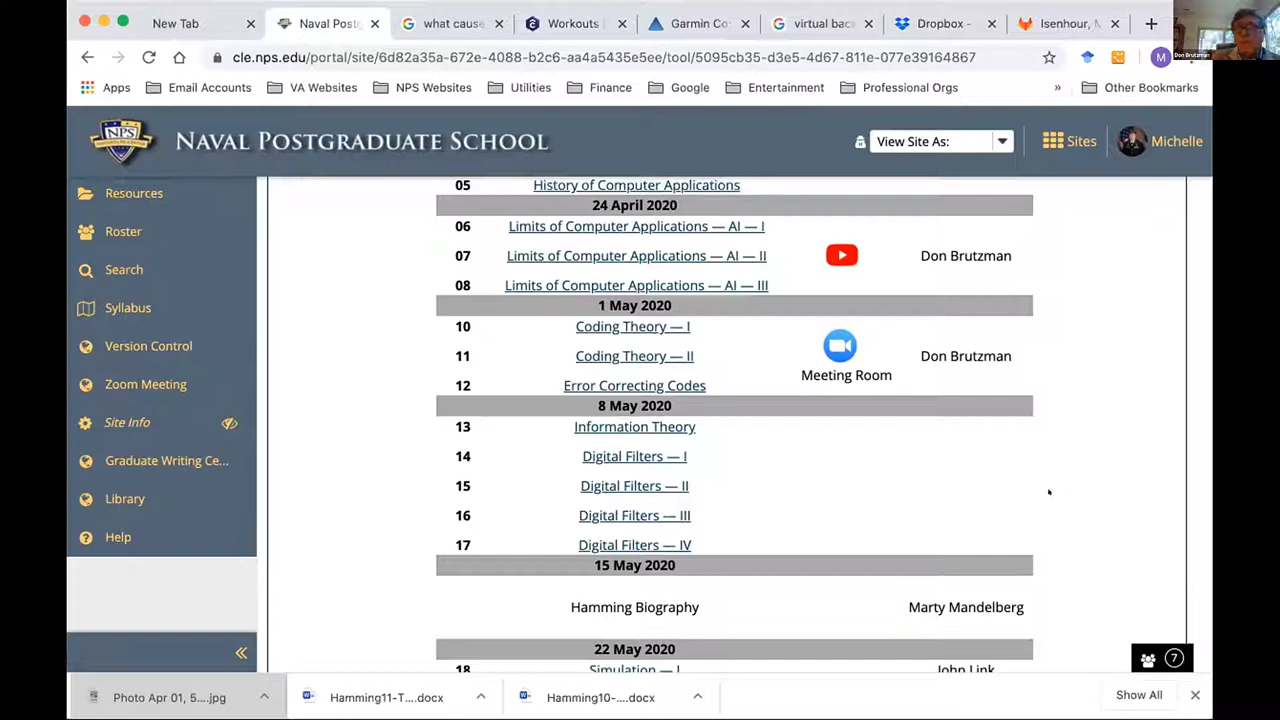 New Tab
Naval Postg
what cause
Workouts
Garmin Co
virtual bac
Dropbox -
Isenhour, M
Don Brutzman
cle.nps.edu/portal/site/6d82a35a-672e-40f8-b2c6-aa4a5435e5ee/tool/5095cb35-d3e5-4d67-811e-077e39164867
M
Apps
Email Accounts
VA Websites
NPS Websites
Utilities
Finance
Google
Entertainment
Professional Orgs
»
Other Bookmarks
NPS
NAVAL POSTGRADUATE SCHOOL
View Site As:
Sites
Michelle
Resources
Roster
Search
Syllabus
Version Control
Zoom Meeting
Site Info
Graduate Writing Ce...
Library
Help
05 History of Computer Applications
24 April 2020
06 Limits of Computer Applications — AI — I
07 Limits of Computer Applications — AI — II Don Brutzman
08 Limits of Computer Applications — AI — III
1 May 2020
10 Coding Theory — I
11 Coding Theory — II Don Brutzman
Meeting Room
12 Error Correcting Codes
8 May 2020
13 Information Theory
14 Digital Filters — I
15 Digital Filters — II
16 Digital Filters — III
17 Digital Filters — IV
15 May 2020
Hamming Biography Marty Mandelberg
22 May 2020
18 Simulation — I John Link
7
Photo Apr 01, 5....jpg
Hamming11-T....docx
Hamming10-....docx
Show All